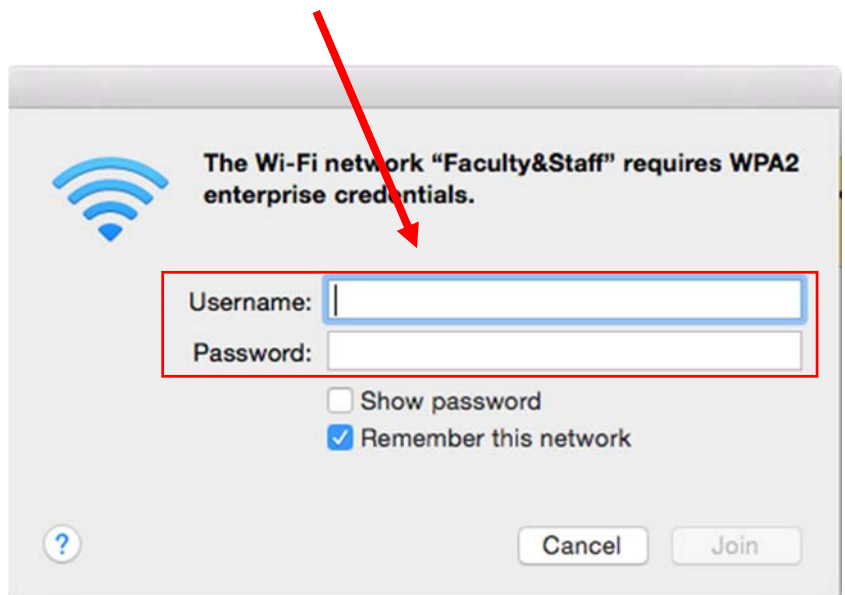 The Wi-Fi network “Faculty&Staff” requires WPA2
enterprise credentials.
Username:
Password:
Show password
Remember this network
?
Cancel
Join